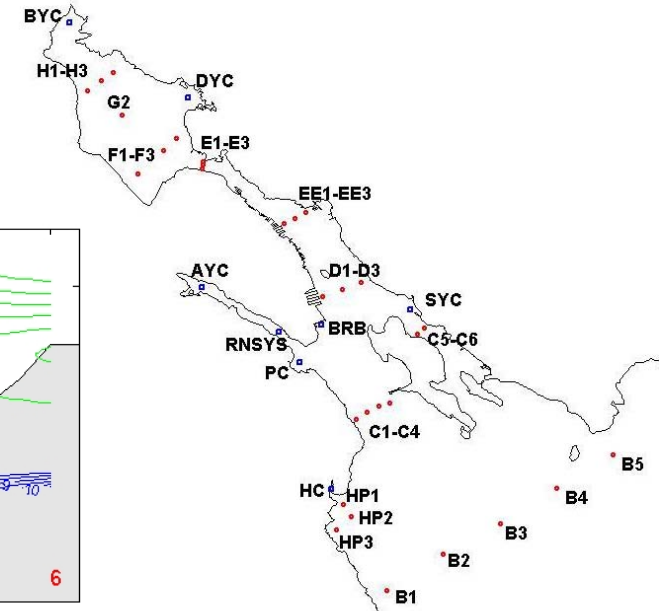 BYC
H1-H3
DYC
G2
E1-E3
F1-F3
EE1-EE3
AYC
D1-D3
SYC
BRB
RNSYS
C5-C6
PC
C1-C4
B5
HC
HP1
B4
HP2
B3
HP3
B2
B1
10
6